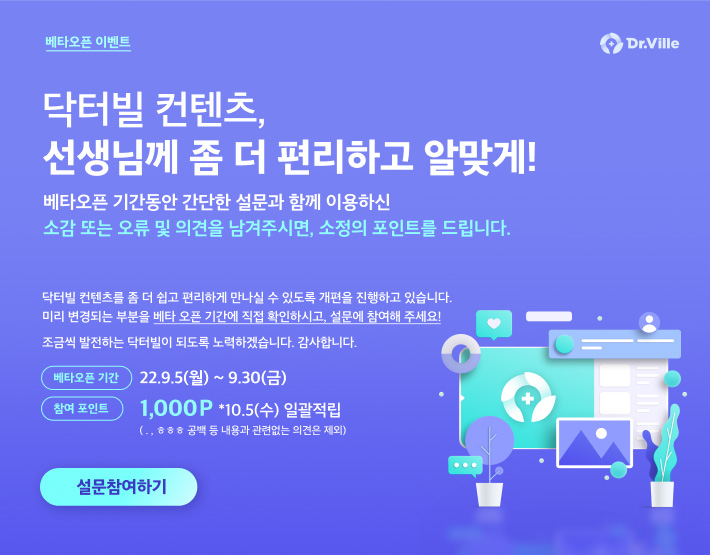 베타오픈 이벤트
Dr.Ville
닥터빌 컨텐츠,
선생님께 좀 더 편리하고 알맞게!
베타오픈 기간동안 간단한 설문과 함께 이용하신
소감 또는 오류 및 의견을 남겨주시면, 소정의 포인트를 드립니다.
닥터빌 컨텐츠를 좀 더 쉽고 편리하게 만나실 수 있도록 개편을 진행하고 있습니다.
미리 변경되는 부분을 베타 오픈 기간에 직접 확인하시고, 설문에 참여해 주세요!
조금씩 발전하는 닥터빌이 되도록 노력하겠습니다. 감사합니다.
베타오픈 기간 22.9.5(월) ~ 9.30(금)
참여 포인트 1,000P *10.5(수) 일괄적립
( . , ㅎㅎㅎ 공백 등 내용과 관련없는 의견은 제외)
설문참여하기